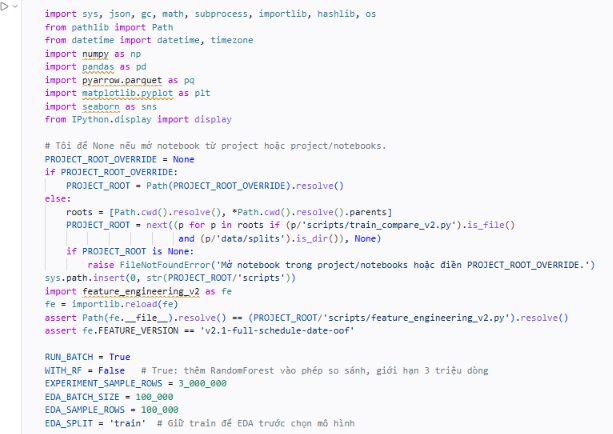 import sys, json, gc, math, subprocess, importlib, hashlib, os
from pathlib import Path
from datetime import datetime, timezone
import numpy as np
import pandas as pd
import pyarrow.parquet as pq
import matplotlib.pyplot as plt
import seaborn as sns
from IPython.display import display

# Tôi để None nếu mở notebook từ project hoặc project/notebooks.
PROJECT_ROOT_OVERRIDE = None
if PROJECT_ROOT_OVERRIDE:
    PROJECT_ROOT = Path(PROJECT_ROOT_OVERRIDE).resolve()
else:
    roots = [Path.cwd().resolve(), *Path.cwd().resolve().parents]
    PROJECT_ROOT = next((p for p in roots if (p/'scripts/train_compare_v2.py').is_file()
                         and (p/'data/splits').is_dir()), None)
    if PROJECT_ROOT is None:
        raise FileNotFoundError('Mở notebook trong project/notebooks hoặc điền PROJECT_ROOT_OVERRIDE.')
sys.path.insert(0, str(PROJECT_ROOT/'scripts'))
import feature_engineering_v2 as fe
fe = importlib.reload(fe)
assert Path(fe.__file__).resolve() == (PROJECT_ROOT/'scripts/feature_engineering_v2.py').resolve()
assert fe.FEATURE_VERSION == 'v2.1-full-schedule-date-oof'

RUN_BATCH = True
WITH_RF = False   # True: thêm RandomForest vào phép so sánh, giới hạn 3 triệu dòng
EXPERIMENT_SAMPLE_ROWS = 3_000_000
EDA_BATCH_SIZE = 100_000
EDA_SAMPLE_ROWS = 100_000
EDA_SPLIT = 'train'  # Giữ train để EDA trước chọn mô hình